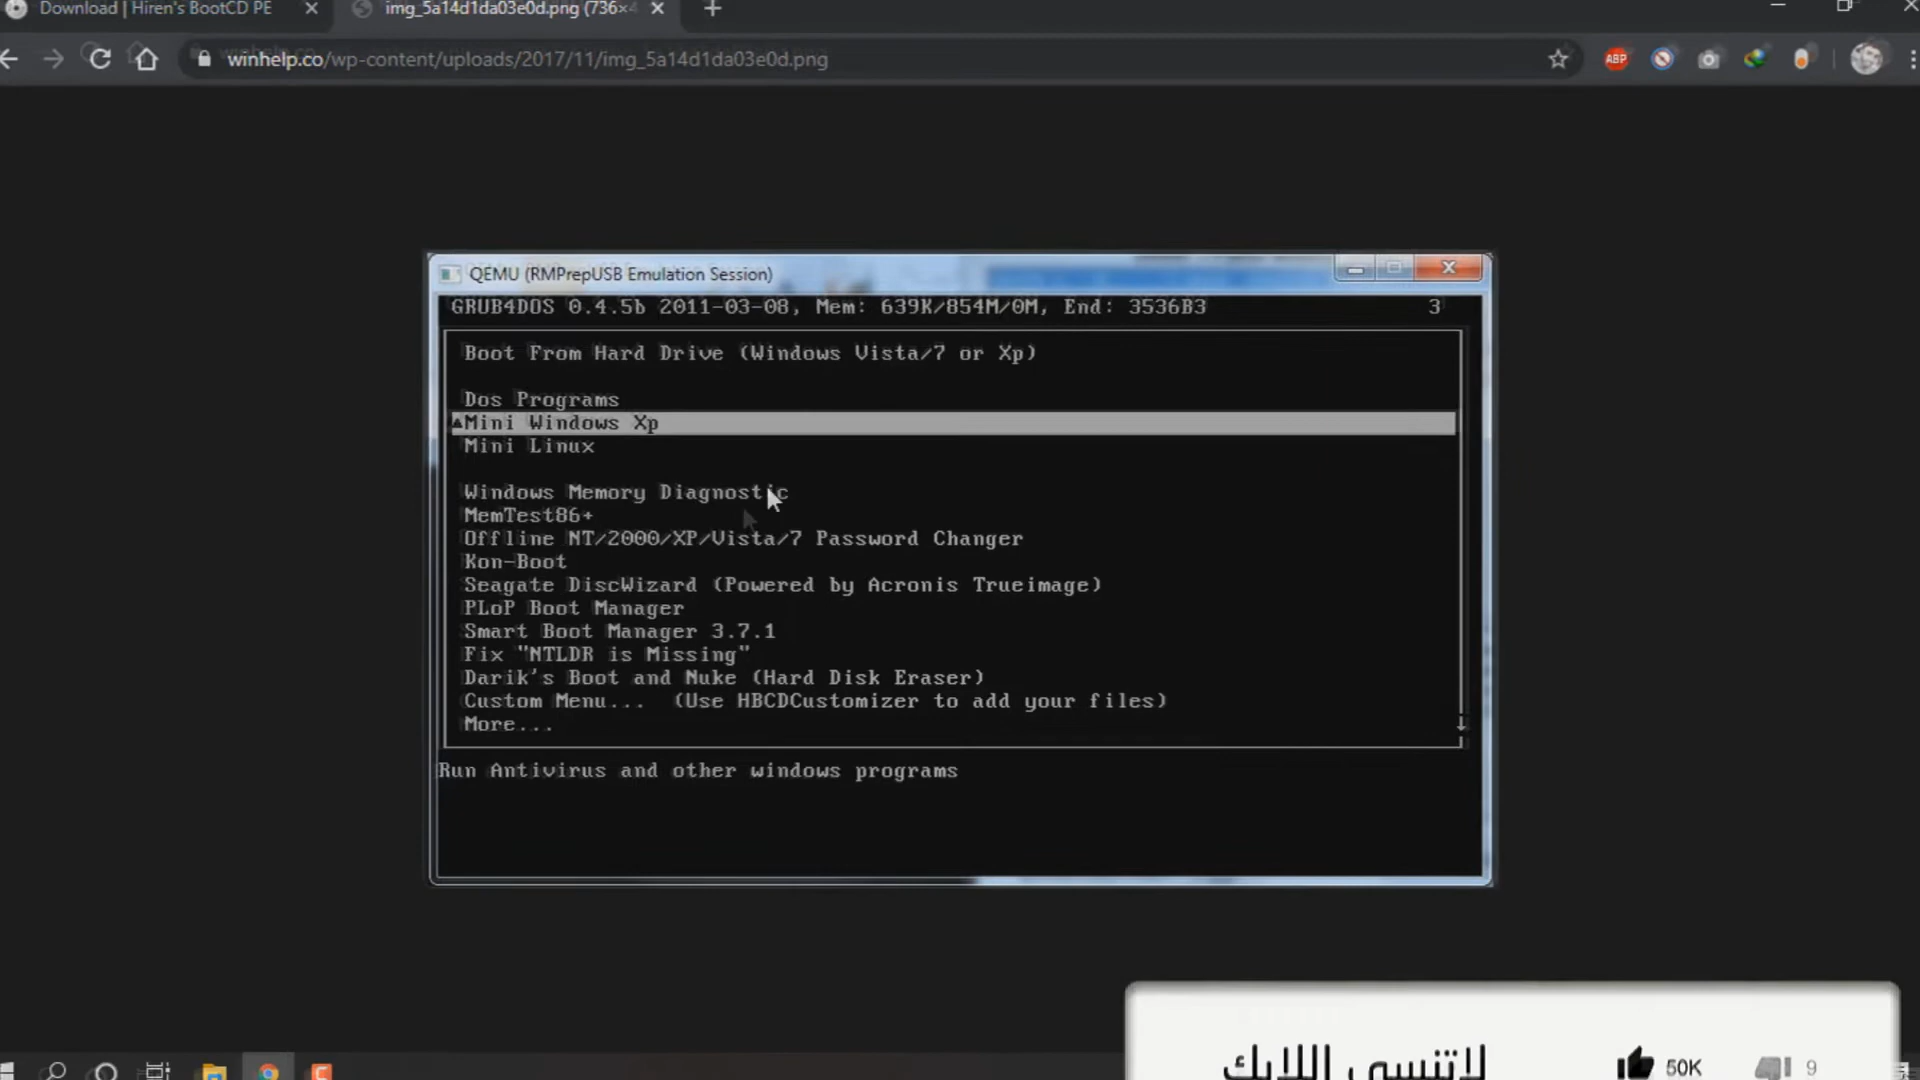 Download | Hiren's BootCD PE
img_5a14d1da03e0d.png (736×4
winhelp.co/wp-content/uploads/2017/11/img_5a14d1da03e0d.png
ABP
QEMU (RMPrepUSB Emulation Session)
GRUB4DOS 0.4.5b 2011-03-08, Mem: 639K/854M/0M, End: 3536B3 3
Boot From Hard Drive (Windows Vista/7 or Xp)
Dos Programs
Mini Windows Xp
Mini Linux
Windows Memory Diagnostic
MemTest86+
Offline NT/2000/XP/Vista/7 Password Changer
Kon-Boot
Seagate DiscWizard (Powered by Acronis Trueimage)
PLoP Boot Manager
Smart Boot Manager 3.7.1
Fix "NTLDR is Missing"
Darik's Boot and Nuke (Hard Disk Eraser)
Custom Menu... (Use HBCDCustomizer to add your files)
More...
Run Antivirus and other windows programs
لاتنسى اللايك
50K 9